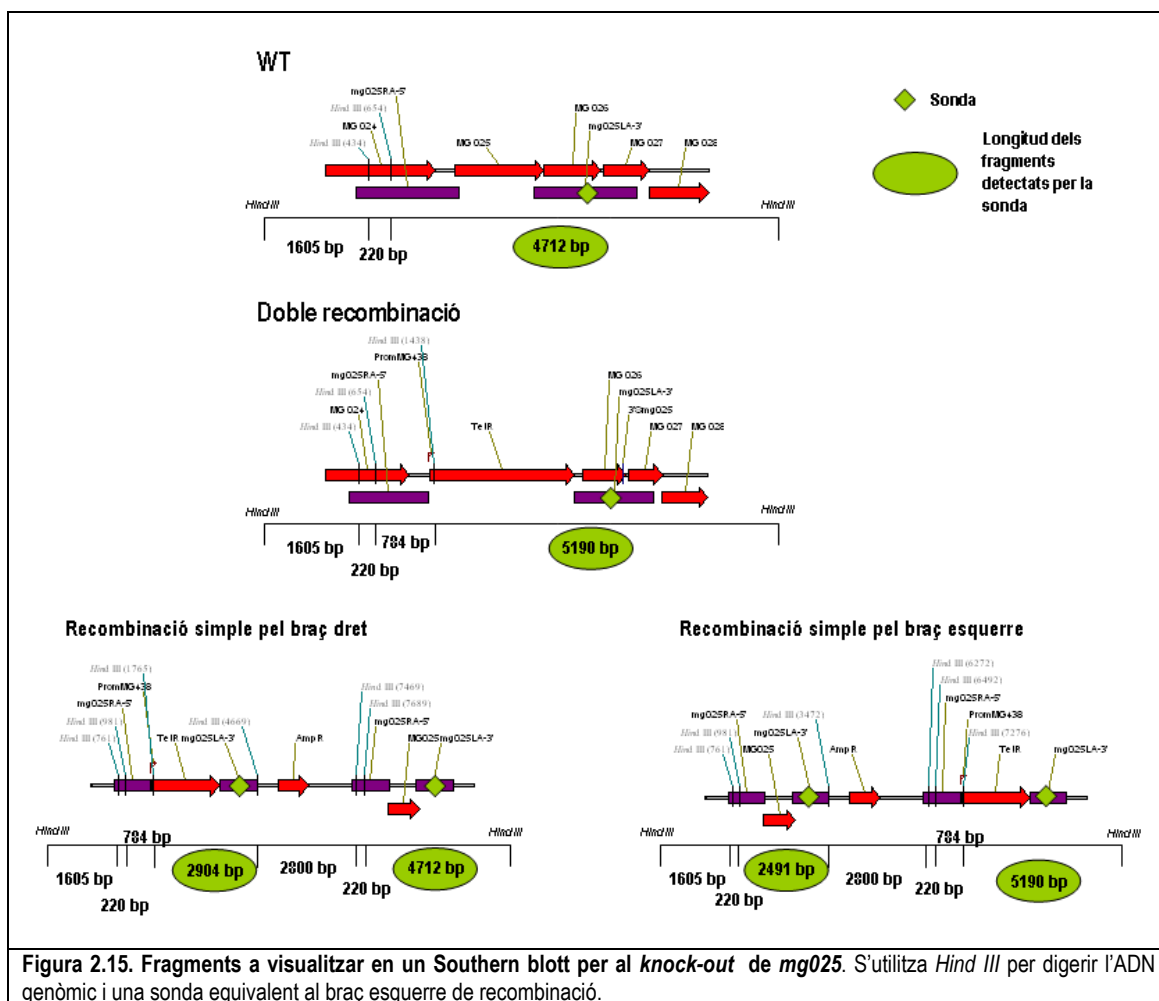 WT
mg025RA-5'
Hind III (654)
MG 024
Hind III (434)
MG 025
MG 026
mg025LA-3'
MG 027
MG 028
Sonda
Longitud dels
fragments
detectats per la
sonda
Hind III
Hind III
1605 bp
220 bp
4712 bp
Doble recombinació
Hind III (1438)
PromMG438
mg025RA-5'
Hind III (654)
MG 024
Hind III (434)
Te lR
MG 026
mg025LA-3'
3'Smg025
MG 027
MG 028
Hind III
Hind III
1605 bp
784 bp
220 bp
5190 bp
Recombinació simple pel braç dret
Hind III (1765)
PromMG438
mg025RA-5'
Hind III (981)
Hind III (761)
Te lR
mg025LA-3'
Hind III (4669)
Amp R
Hind III (7469)
Hind III (7689)
mg025RA-5'
MG025
mg025LA-3'
Hind III
Hind III
784 bp
1605 bp
220 bp
2904 bp
2800 bp
220 bp
4712 bp
Recombinació simple pel braç esquerre
Hind III (6272)
Hind III (6492)
mg025RA-5'
mg025RA-5'
Hind III (3472)
Hind III (981)
Hind III (761)
MG025
mg025LA-3'
Amp R
PromMG438
Hind III (7276)
Te lR
mg025LA-3'
Hind III
Hind III
784 bp
1605 bp
220 bp
2491 bp
2800 bp
220 bp
5190 bp
Figura 2.15. Fragments a visualitzar en un Southern blott per al knock-out de mg025. S'utilitza Hind III per digerir l'ADN
genòmic i una sonda equivalent al braç esquerre de recombinació.